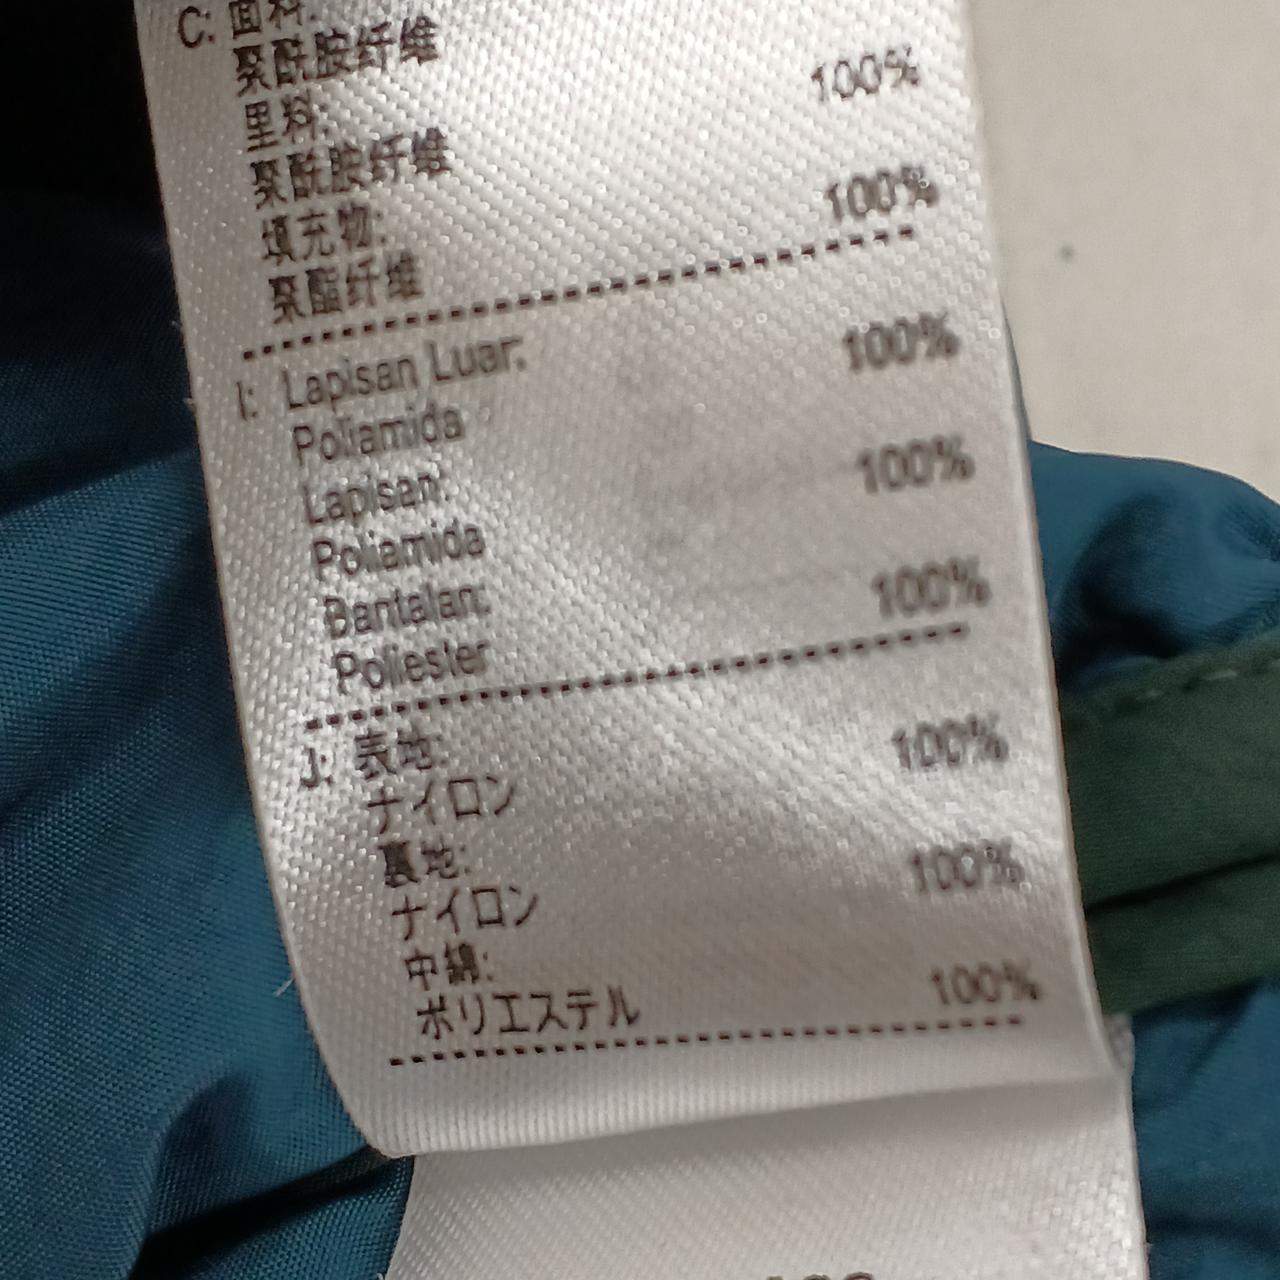 C: 面料:
聚酰胺纤维
里料:
聚酰胺纤维 100%
填充物:
聚酯纤维 100%
I: Lapisan Luar:
Poliamida 100%
Lapisan:
Poliamida 100%
Bantalan:
Poliester 100%
J: 表地:
ナイロン 100%
裏地:
ナイロン 100%
中綿:
ポリエステル 100%